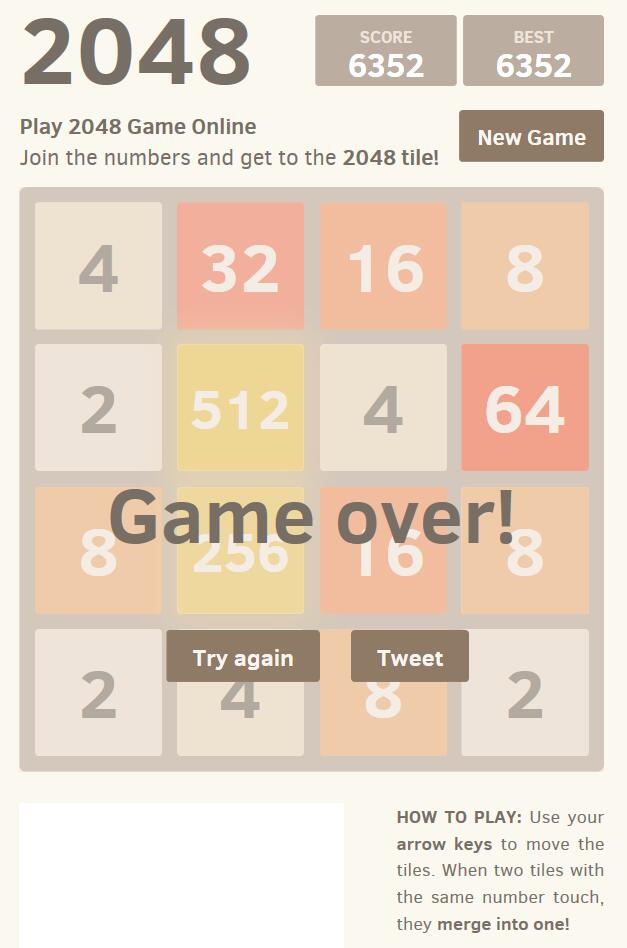 2048
SCORE
6352
BEST
6352
Play 2048 Game Online
Join the numbers and get to the 2048 tile!
New Game
4 32 16 8
2 512 4 64
Game over!
8 256 16 8
Try again
Tweet
2 4 8 2
HOW TO PLAY: Use your
arrow keys to move the
tiles. When two tiles with
the same number touch,
they merge into one!